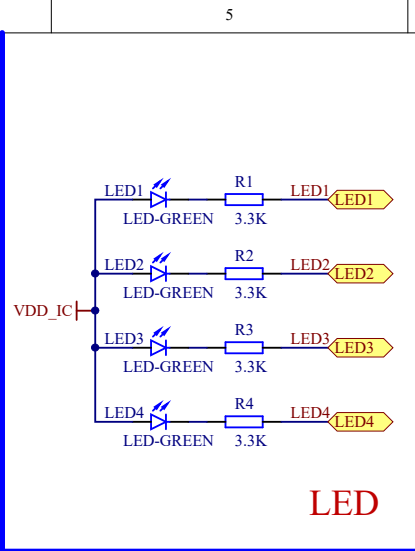 5
R1
LED1 LED1 LED1
LED-GREEN 3.3K
R2
LED2 LED2 LED2
LED-GREEN 3.3K
VDD_IC
R3
LED3 LED3 LED3
LED-GREEN 3.3K
R4
LED4 LED4 LED4
LED-GREEN 3.3K
LED